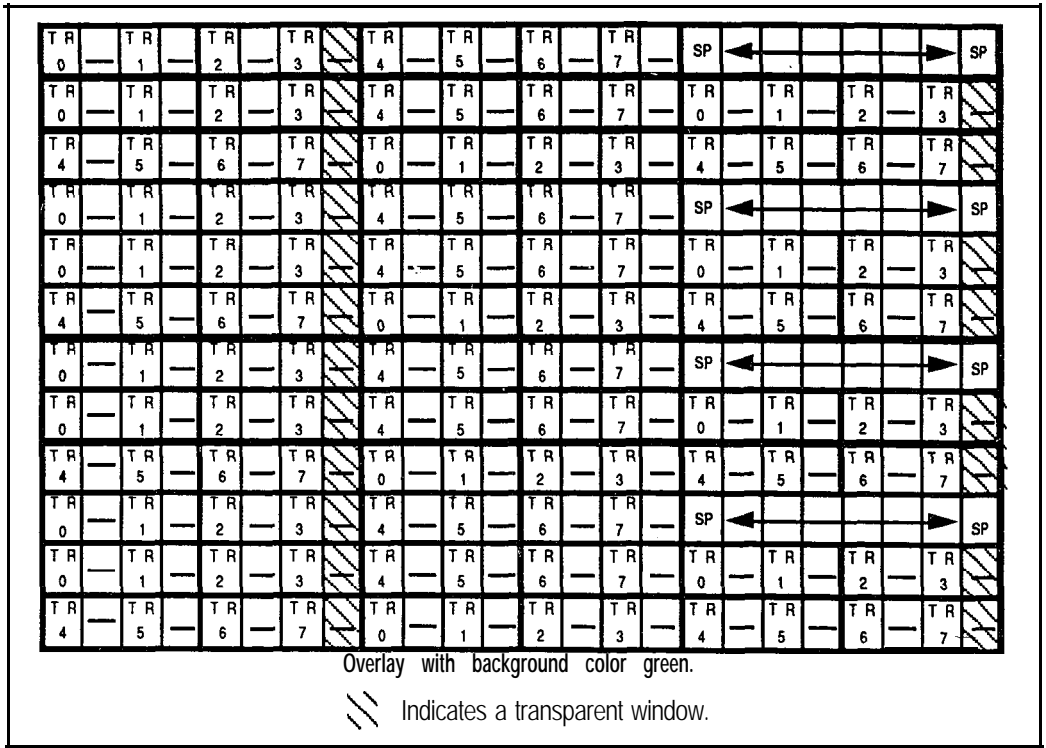 TR 0 — TR 1 — TR 2 — TR 3 — TR 4 — TR 5 — TR 6 — TR 7 — SP SP
TR 0 — TR 1 — TR 2 — TR 3 — TR 4 — TR 5 — TR 6 — TR 7 — TR 0 — TR 1 — TR 2 — TR 3 —
TR 4 — TR 5 — TR 6 — TR 7 — TR 0 — TR 1 — TR 2 — TR 3 — TR 4 — TR 5 — TR 6 — TR 7 —
TR 0 — TR 1 — TR 2 — TR 3 — TR 4 — TR 5 — TR 6 — TR 7 — SP SP
TR 0 — TR 1 — TR 2 — TR 3 — TR 4 — TR 5 — TR 6 — TR 7 — TR 0 — TR 1 — TR 2 — TR 3 —
TR 4 — TR 5 — TR 6 — TR 7 — TR 0 — TR 1 — TR 2 — TR 3 — TR 4 — TR 5 — TR 6 — TR 7 —
TR 0 — TR 1 — TR 2 — TR 3 — TR 4 — TR 5 — TR 6 — TR 7 — SP SP
TR 0 — TR 1 — TR 2 — TR 3 — TR 4 — TR 5 — TR 6 — TR 7 — TR 0 — TR 1 — TR 2 — TR 3 —
TR 4 — TR 5 — TR 6 — TR 7 — TR 0 — TR 1 — TR 2 — TR 3 — TR 4 — TR 5 — TR 6 — TR 7 —
TR 0 — TR 1 — TR 2 — TR 3 — TR 4 — TR 5 — TR 6 — TR 7 — SP SP
TR 0 — TR 1 — TR 2 — TR 3 — TR 4 — TR 5 — TR 6 — TR 7 — TR 0 — TR 1 — TR 2 — TR 3 —
TR 4 — TR 5 — TR 6 — TR 7 — TR 0 — TR 1 — TR 2 — TR 3 — TR 4 — TR 5 — TR 6 — TR 7 —
Overlay with background color green.
Indicates a transparent window.